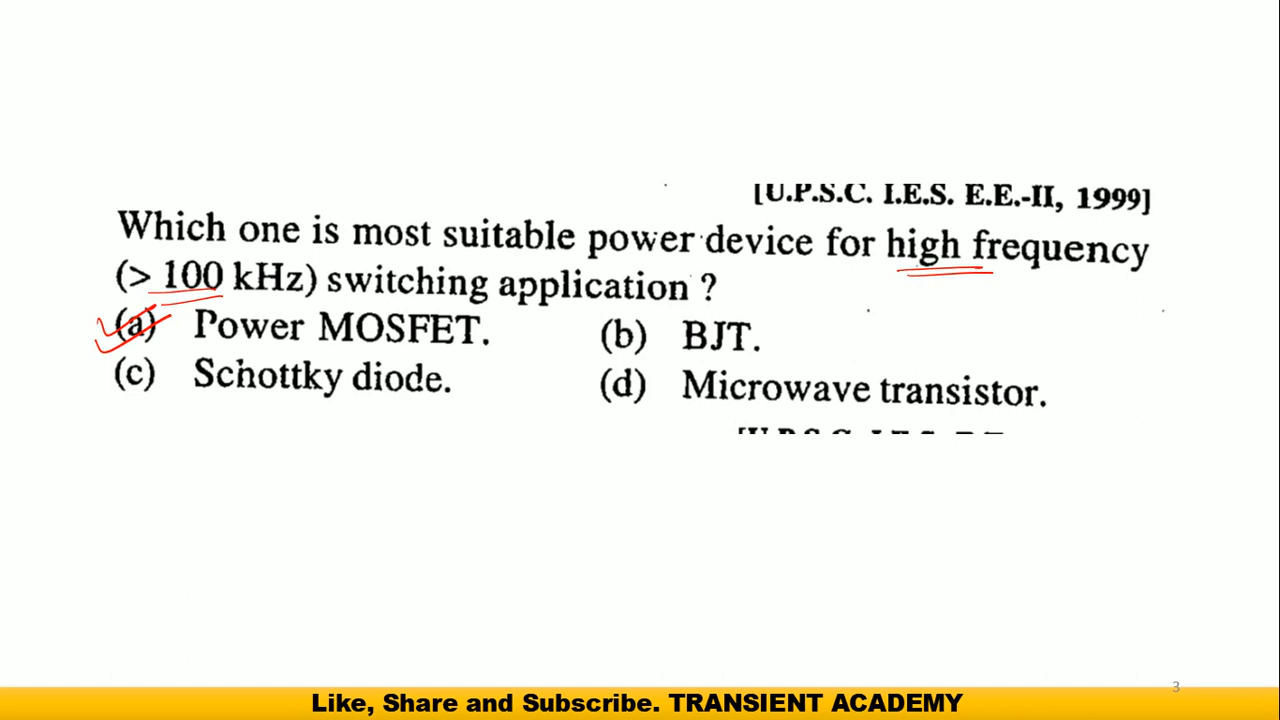 [U.P.S.C. I.E.S. E.E.-II, 1999]
Which one is most suitable power device for high frequency
(> 100 kHz) switching application ?
(a) Power MOSFET. (b) BJT.
(c) Schottky diode. (d) Microwave transistor.
3
Like, Share and Subscribe. TRANSIENT ACADEMY